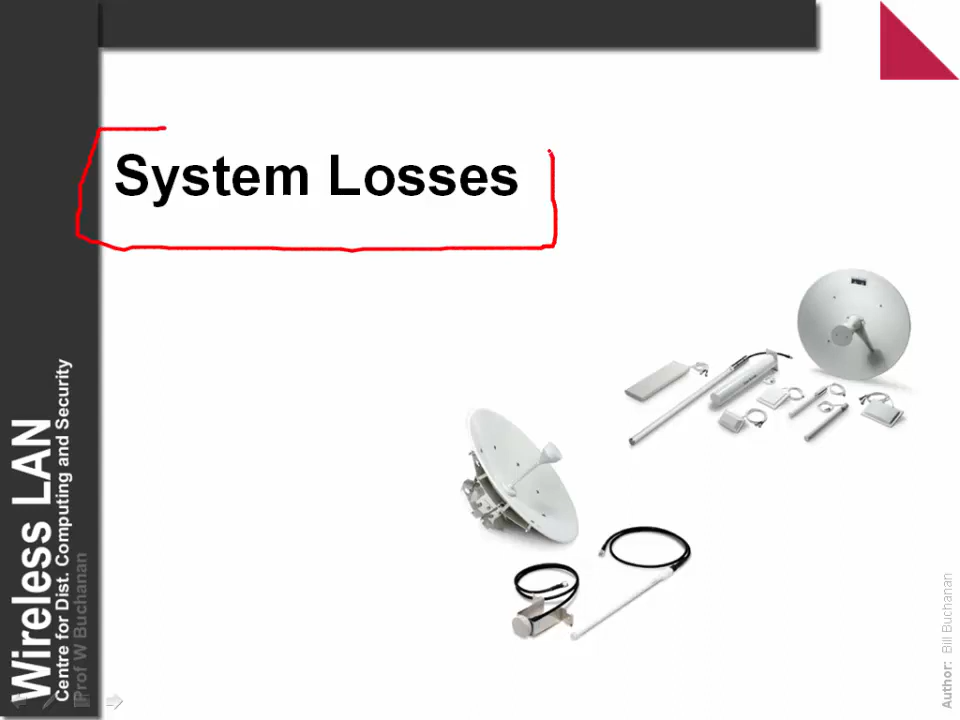 System Losses
Wireless LAN
Centre for Dist. Computing and Security
Prof W Buchanan
Author: Bill Buchanan